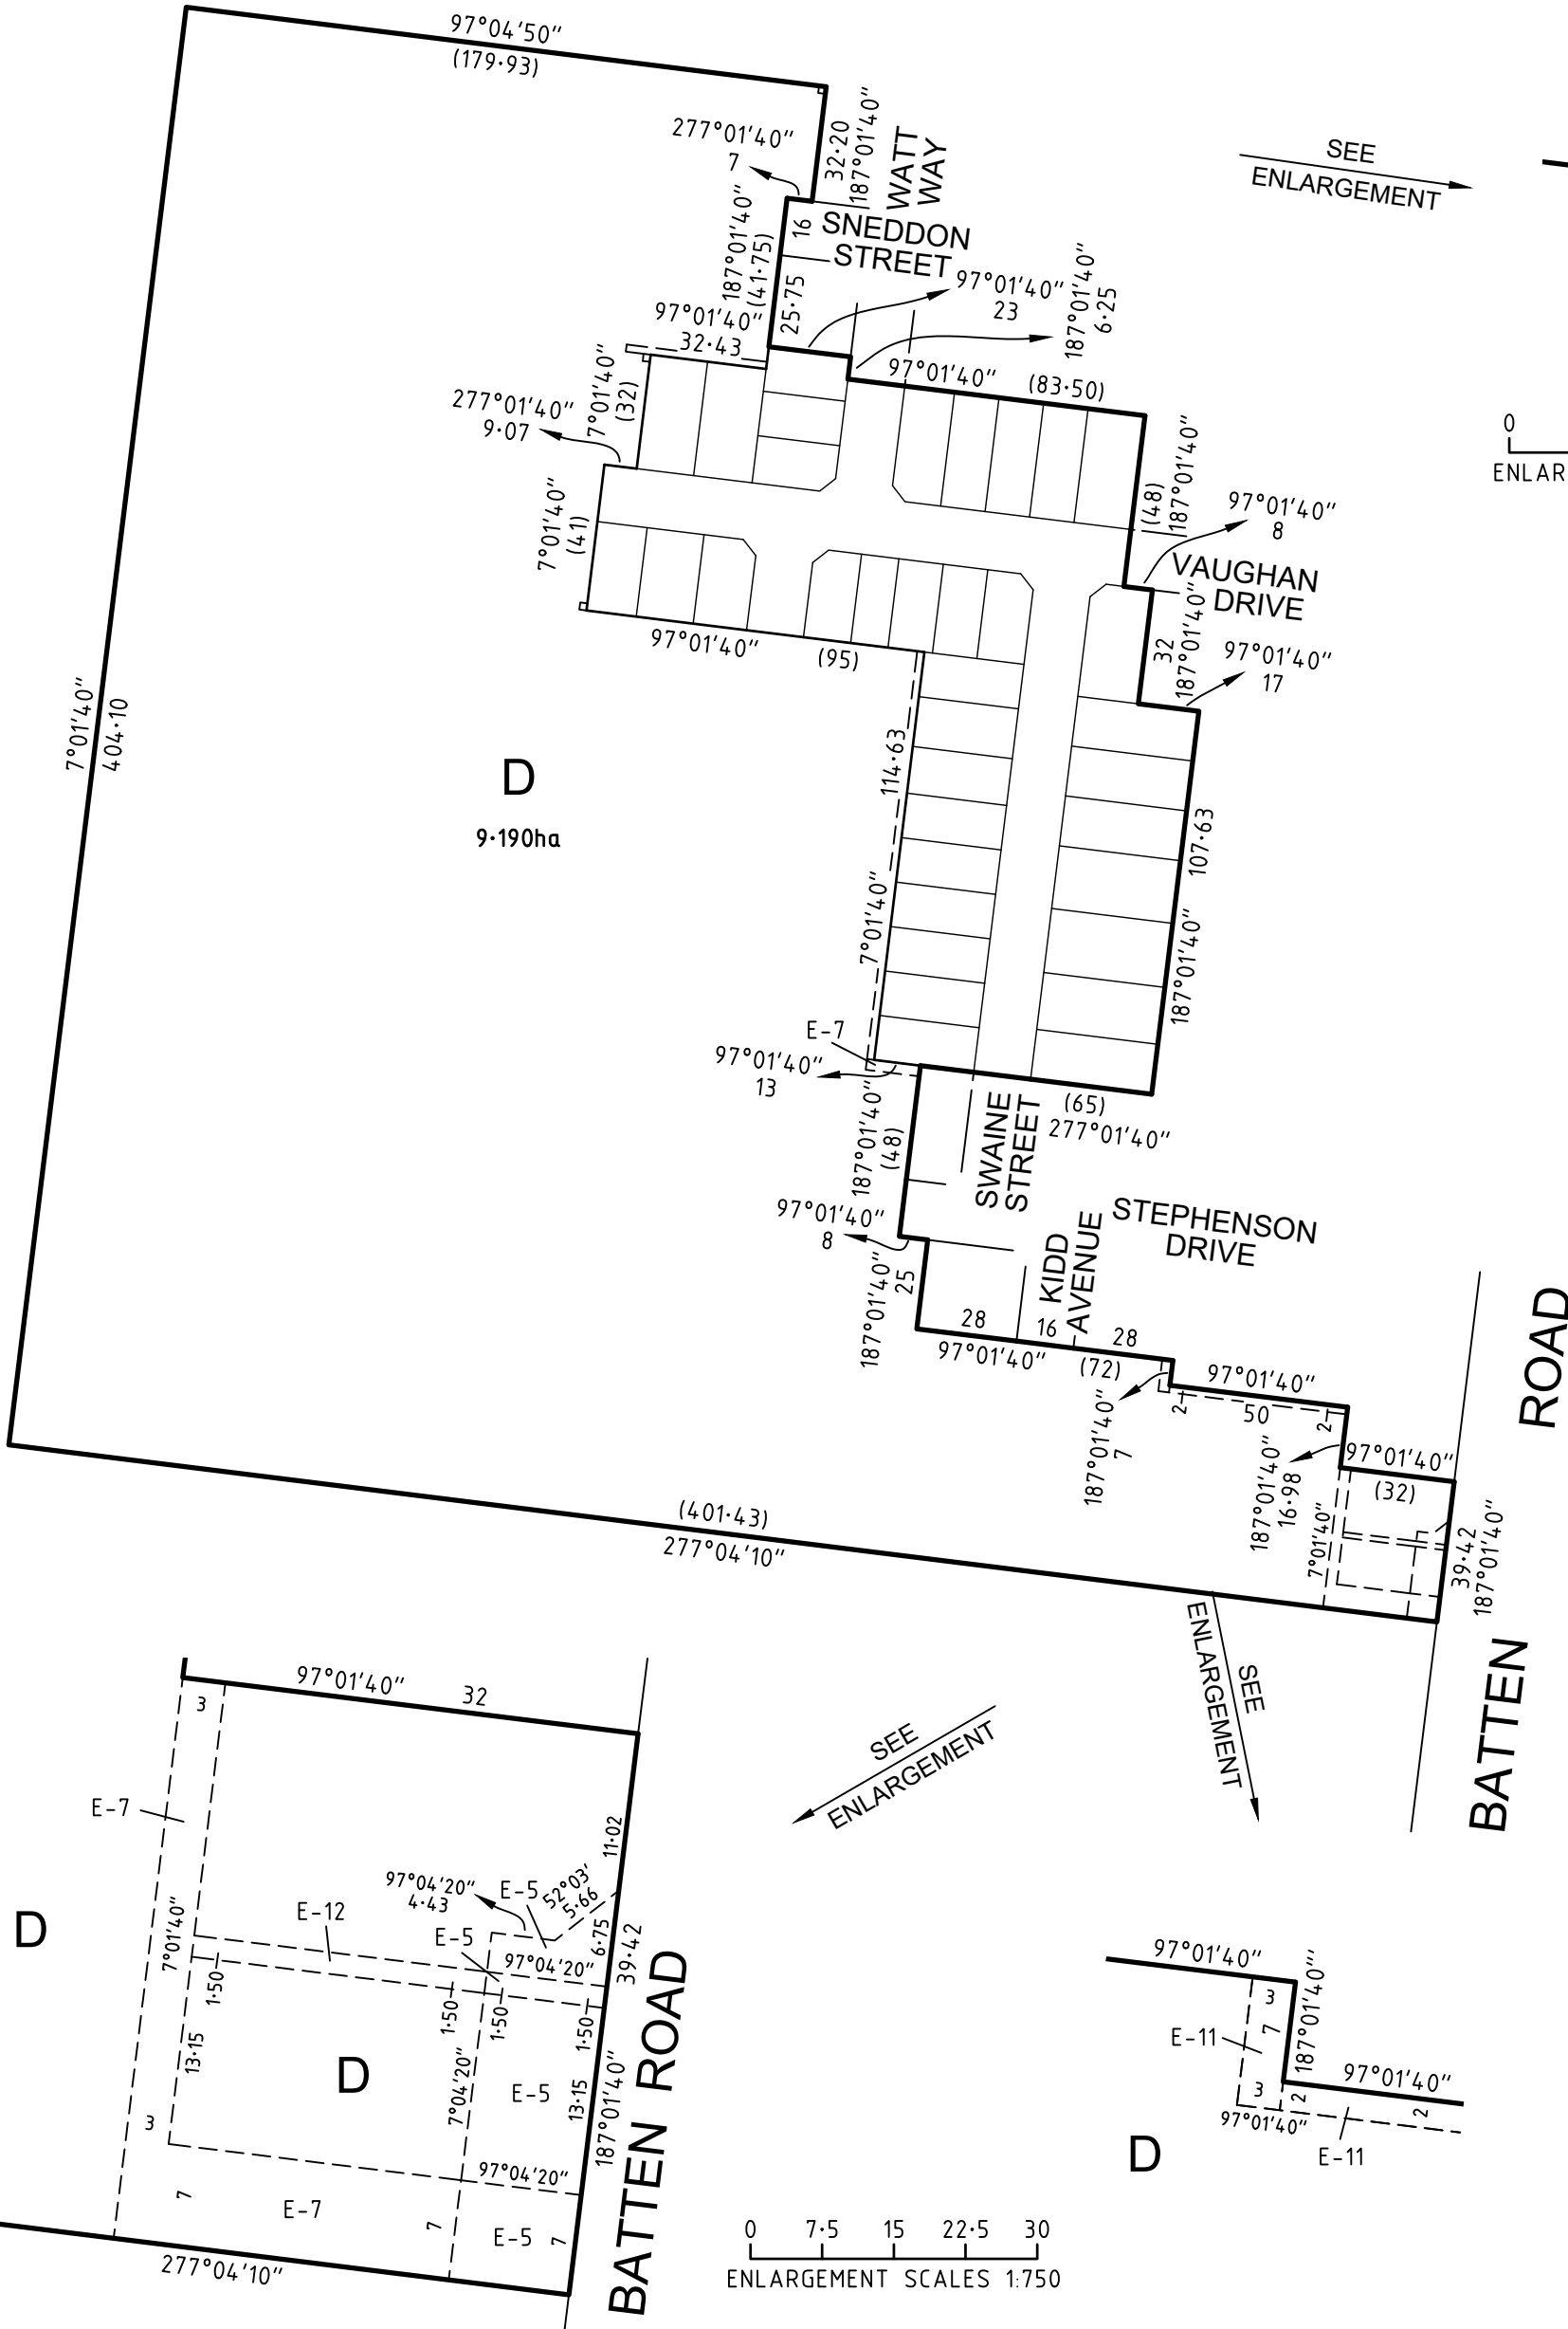 97°04'50"
(179·93)
277°01'40"
7
32·20
187°01'40"
WATT
WAY
SEE
ENLARGEMENT
187°01'40"
(41·75)
16
SNEDDON
STREET
25·75
97°01'40"
23
187°01'40"
6·25
97°01'40"
32·43
97°01'40"
(83·50)
7°01'40"
(32)
277°01'40"
9·07
0
ENLAR
(48)
187°01'40"
97°01'40"
8
7°01'40"
(41)
VAUGHAN
DRIVE
97°01'40"
(95)
32
187°01'40"
97°01'40"
17
7°01'40"
404·10
D
9·190ha
114·63
7°01'40"
107·63
187°01'40"
E-7
97°01'40"
13
(65)
277°01'40"
187°01'40"
(48)
SWAINE
STREET
97°01'40"
8
STEPHENSON
DRIVE
KIDD
AVENUE
187°01'40"
25
28
16
28
97°01'40"
(72)
97°01'40"
2
50
2
187°01'40"
7
187°01'40"
16·98
97°01'40"
(32)
7°01'40"
39·42
187°01'40"
ROAD
BATTEN
(401·43)
277°04'10"
SEE
ENLARGEMENT
SEE
ENLARGEMENT
97°01'40"
32
3
E-7
11·02
97°04'20"
4·43
E-5
52°03'
5·66
E-12
E-5
6·75
39·42
97°04'20"
D
7°01'40"
1·50
1·50
1·50
1·50
13·15
D
7°04'20"
E-5
13·15
187°01'40"
3
97°04'20"
7
E-7
7
E-5
7
277°04'10"
BATTEN ROAD
97°01'40"
3
7
187°01'40"
E-11
97°01'40"
3
2
2
97°01'40"
E-11
D
0 7·5 15 22·5 30
ENLARGEMENT SCALES 1:750